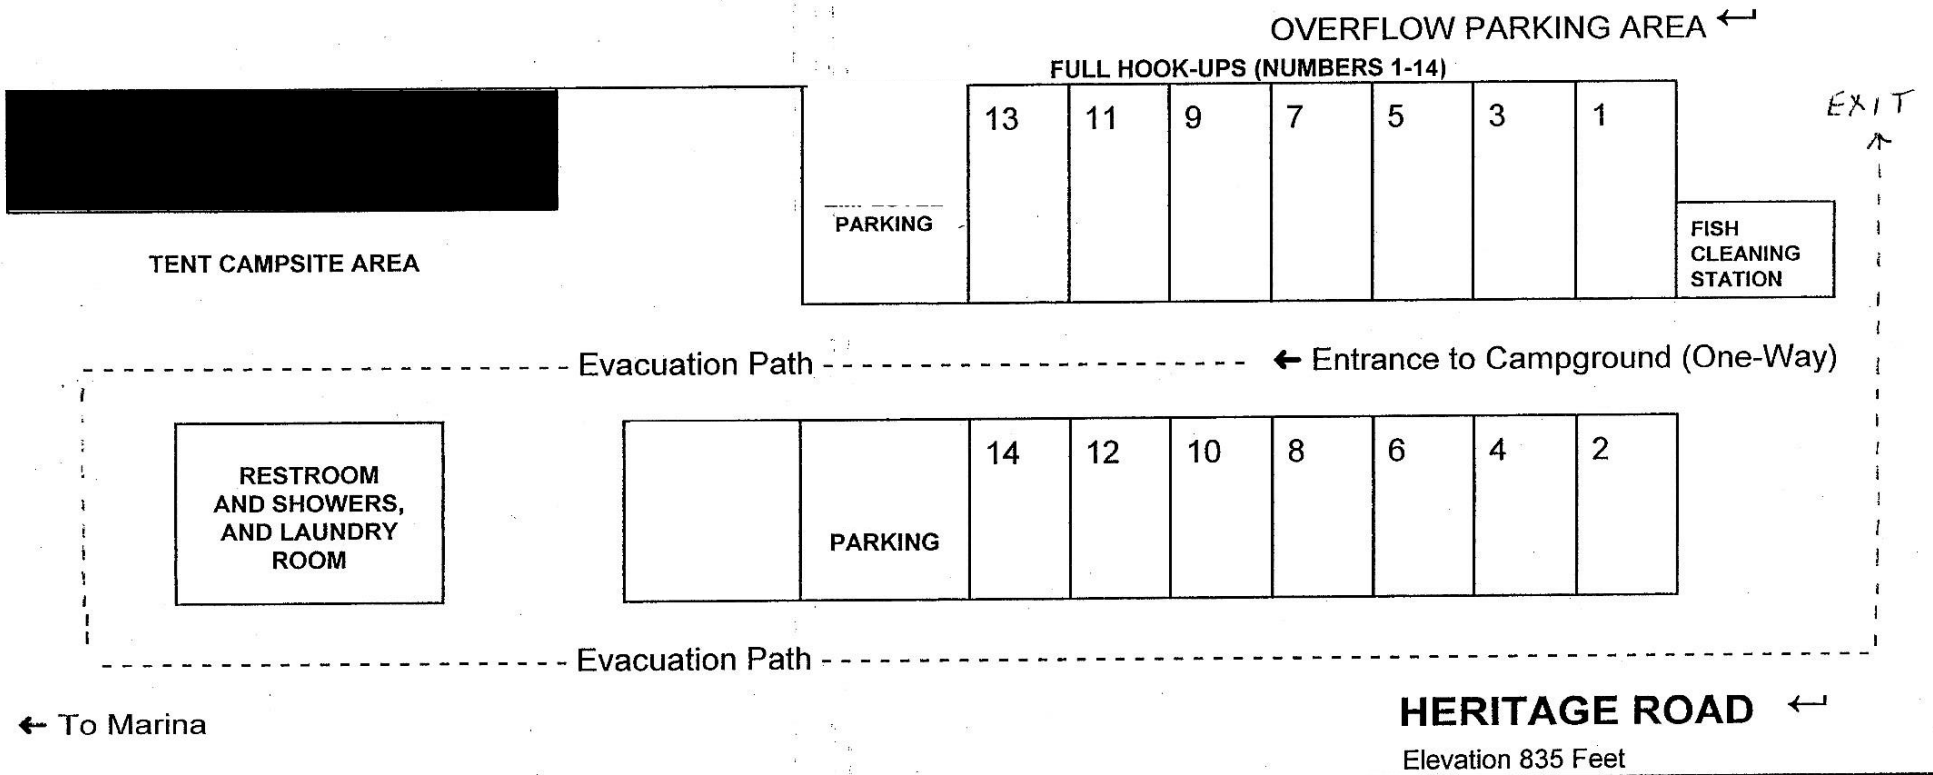 OVERFLOW PARKING AREA ↵
FULL HOOK-UPS (NUMBERS 1-14)
13 11 9 7 5 3 1
EXIT
PARKING
FISH
CLEANING
STATION
TENT CAMPSITE AREA
Evacuation Path
← Entrance to Campground (One-Way)
14 12 10 8 6 4 2
RESTROOM
AND SHOWERS,
AND LAUNDRY
ROOM
PARKING
Evacuation Path
← To Marina
HERITAGE ROAD ↵
Elevation 835 Feet